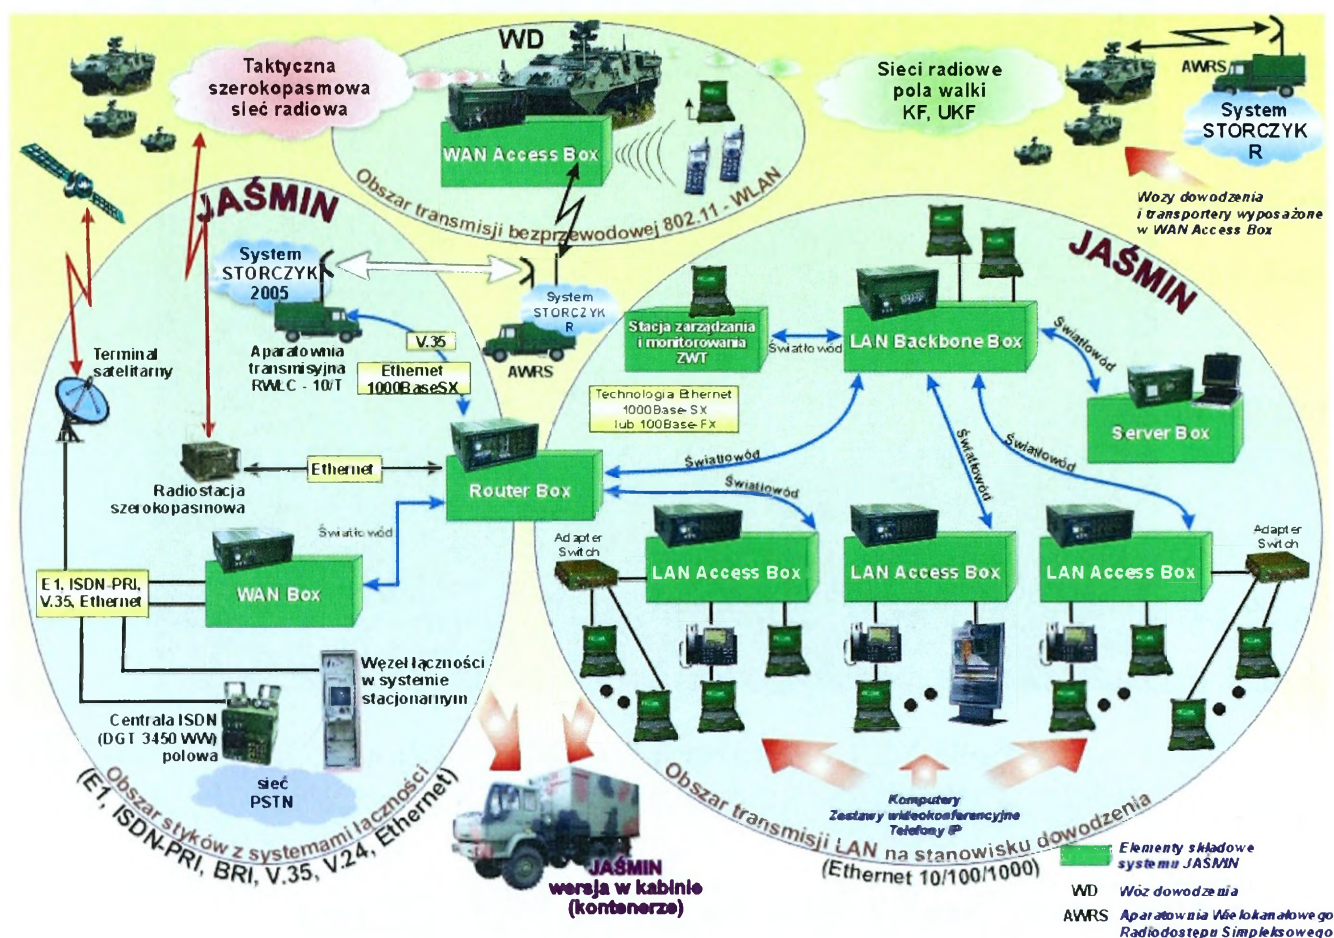 WD
Taktyczna
szerokopasmowa
sieć radiowa
WAN Access Box
Obszar transmisji bezprzewodowej 802.11 - WLAN
Sieci radiowe
pola walki
KF, UKF
AWRS
System
STORCZYK
R
Wozy dowodzenia
i transportery wyposażone
w WAN Access Box
JAŚMIN
System
STORCZYK
2005
Aparatownia
transmisyjna
RWŁC - 10/T
V.35
Ethernet
1000BaseSX
System
STORCZYK
R
AWRS
Terminal
satelitarny
Radiostacja
szerokopasmowa
Ethernet
Router Box
Światłowód
WAN Box
E1, ISDN-PRI,
V.35, Ethernet
Węzeł łączności
w systemie
stacjonarnym
Centrala ISDN
(DGT 3450 WW)
polowa
sieć
PSTN
Obszar styków z systemami łączności
(E1, ISDN-PRI, BRI, V.35, V.24, Ethernet)
JAŚMIN
Stacja zarządzania
i monitorowania
ZWT
Światłowód
LAN Backbone Box
Światłowód
Server Box
Technologia Ethernet
1000Base-SX
lub 100Base-FX
Światłowód
Światłowód
Światłowód
Światłowód
Adapter
Switch
LAN Access Box
LAN Access Box
LAN Access Box
Adapter
Switch
Komputery
Zestawy wideokonferencyjne
Telefony IP
Obszar transmisji LAN na stanowisku dowodzenia
(Ethernet 10/100/1000)
JAŚMIN
wersja w kabinie
(kontenerze)
Elementy składowe
systemu JAŚMIN
WD
Wóz dowodzenia
AWRS
Aparatownia Wielokanałowego
Radiodostępu Simpleksowego